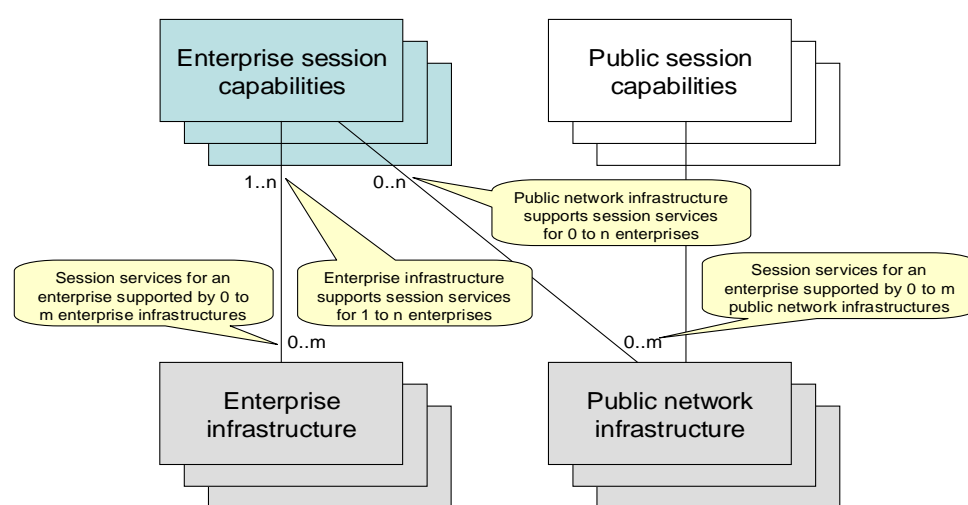 Enterprise session
capabilities
Public session
capabilities
1..n
0..n
Public network infrastructure
supports session services
for 0 to n enterprises
Session services for an
enterprise supported by 0 to
m enterprise infrastructures
Enterprise infrastructure
supports session services
for 1 to n enterprises
Session services for an
enterprise supported by 0 to m
public network infrastructures
0..m
0..m
Enterprise
infrastructure
Public network
infrastructure